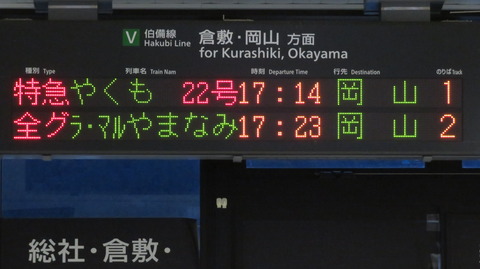 V 伯備線 Hakubi Line 倉敷・岡山 方面 for Kurashiki, Okayama
種別 Type 列車名 Train Nam 時刻 Departure Time 行先 Destination のりば Track
特急 やくも 22号 17:14 岡山 1
全グ ラ・マルやまなみ 17:23 岡山 2
総社・倉敷・